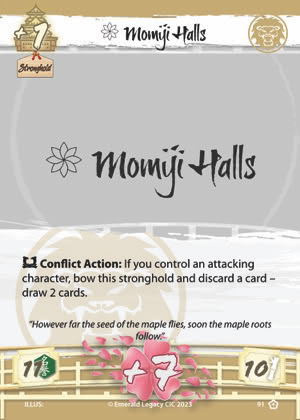 +1
Momiji Halls
Stronghold
Momiji Halls
Conflict Action: If you control an attacking
character, bow this stronghold and discard a card –
draw 2 cards.
"However far the seed of the maple flies, soon the maple roots
follow."
11
+7
10
ILLUS:
© Emerald Legacy CIC 2023
91